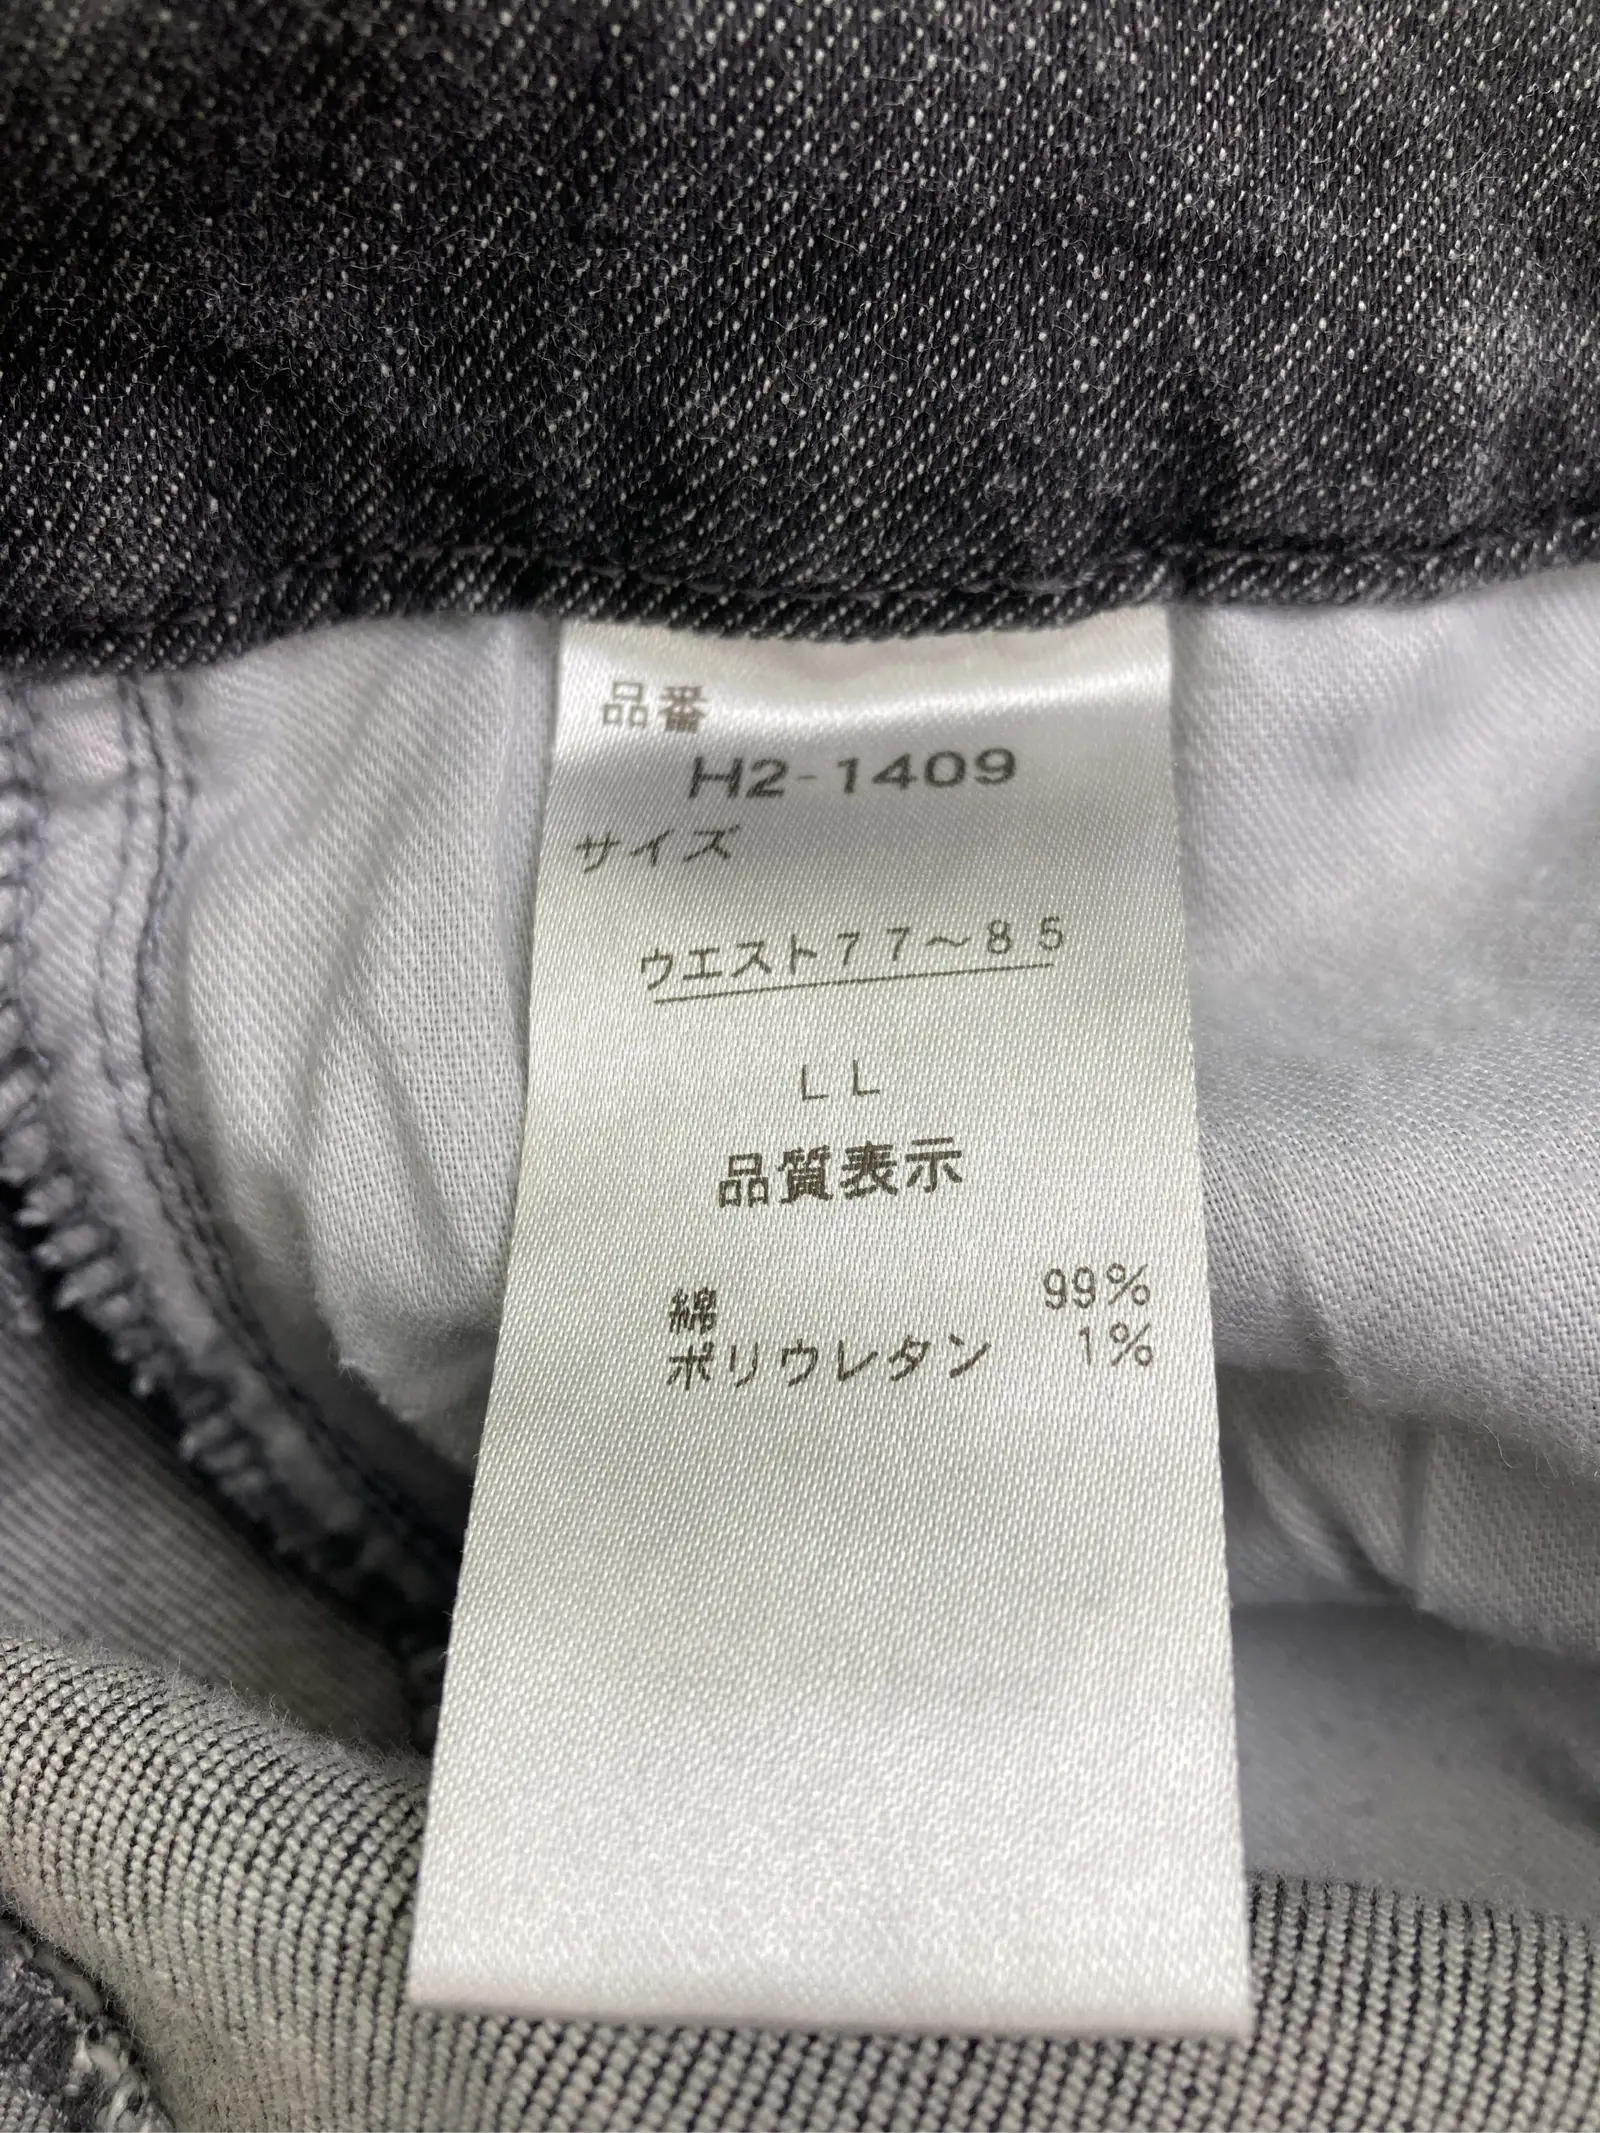 品番
H2-1409
サイズ
ウエスト77～85
LL
品質表示
綿 99%
ポリウレタン 1%